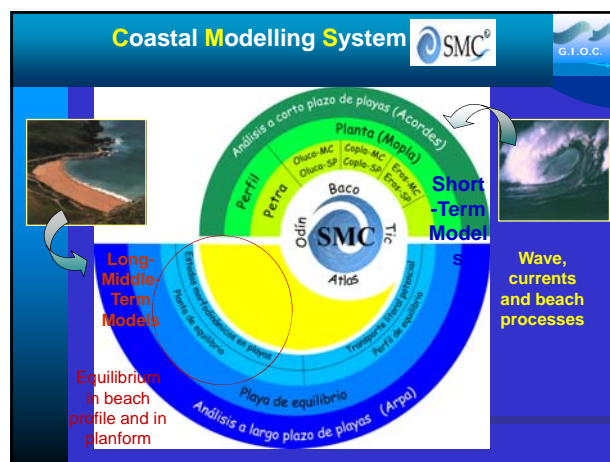 Coastal Modelling System
SMC®
G.I.O.C.
Análisis a corto plazo de playas (Acordes)
Planta (Mopla)
Perfil
Petra
Oluca-MC
Oluca-SP
Copla-MC
Copla-SP
Eros-MC
Eros-SP
Baco
Odín
Tic
SMC
Atlas
Short
-Term
Model
s
Long-
Middle-
Term
Models
Wave,
currents
and beach
processes
Estados morfodinámicos en playas
Planta de equilibrio
Transporte litoral potencial
Perfil de equilibrio
Playa de equilibrio
Análisis a largo plazo de playas (Arpa)
Equilibrium
in beach
profile and in
planform